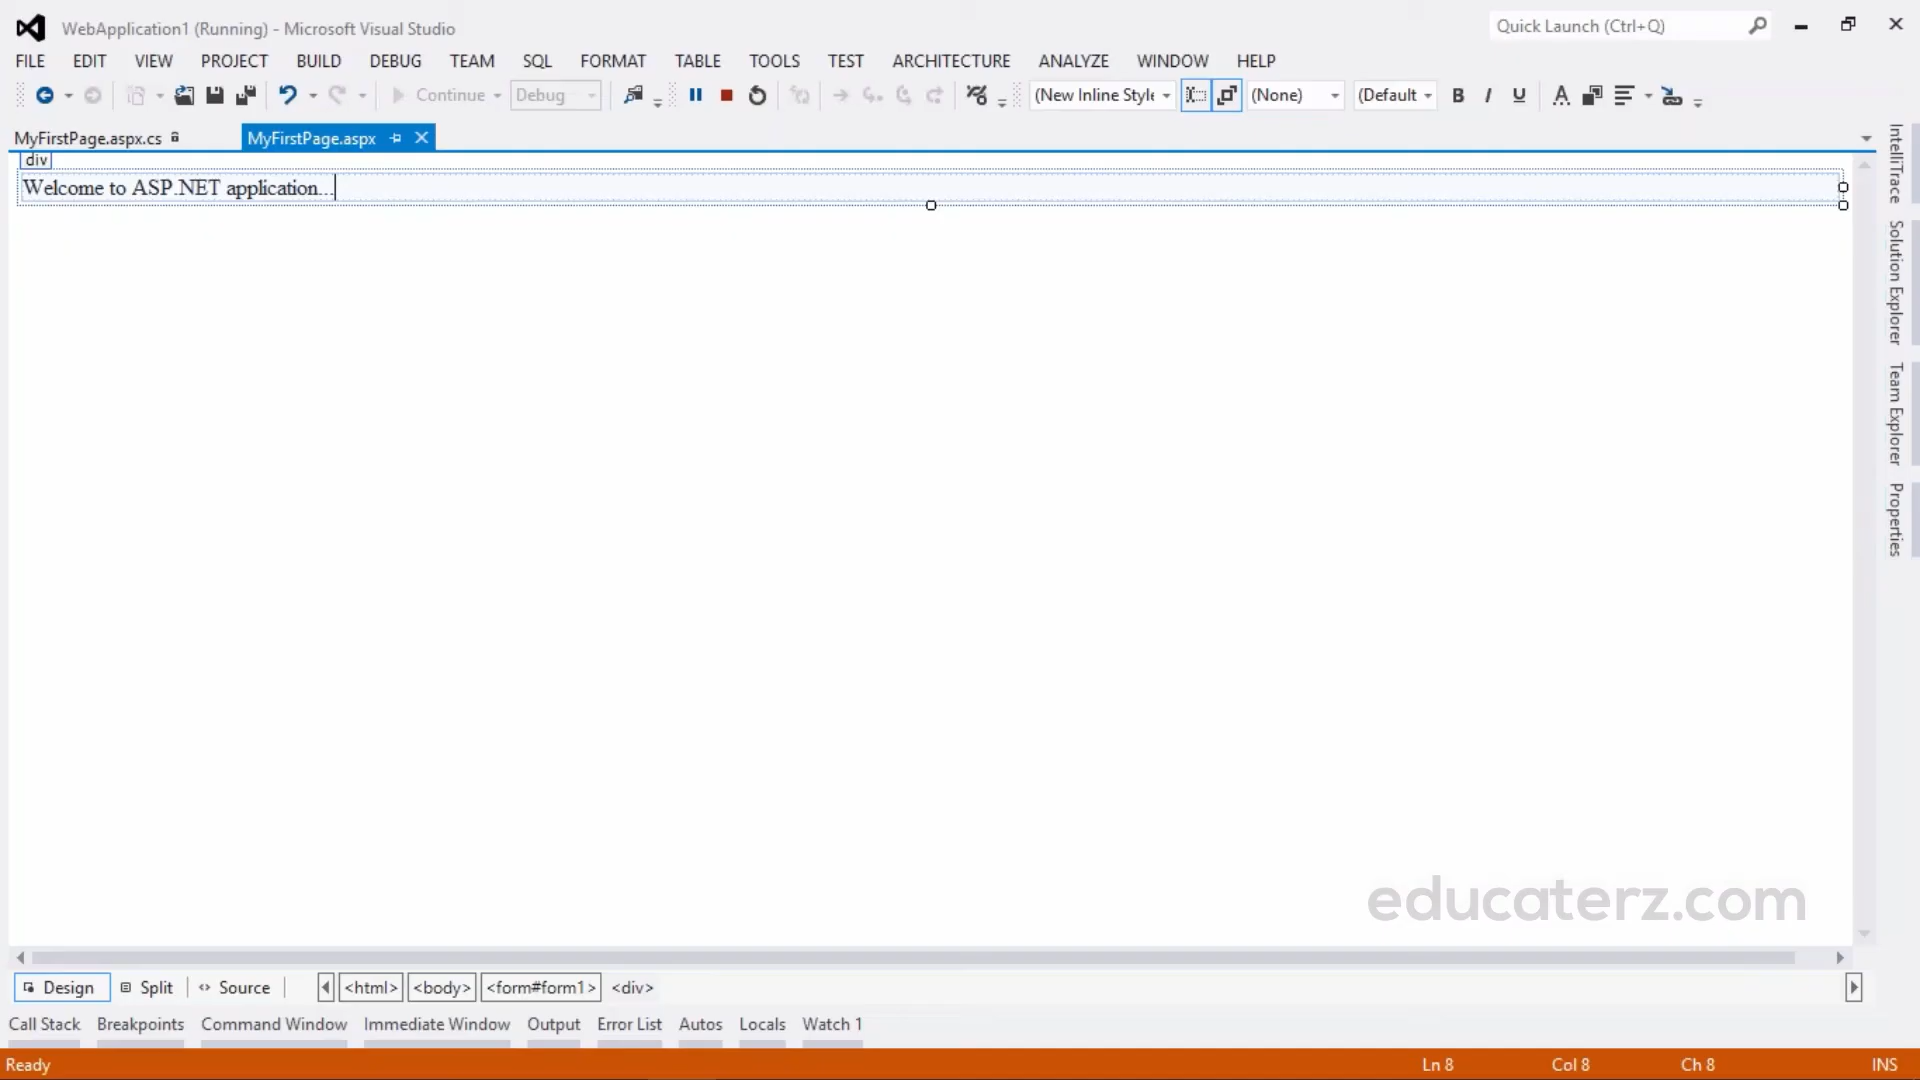 WebApplication1 (Running) - Microsoft Visual Studio
Quick Launch (Ctrl+Q)
FILE EDIT VIEW PROJECT BUILD DEBUG TEAM SQL FORMAT TABLE TOOLS TEST ARCHITECTURE ANALYZE WINDOW HELP
Continue Debug (New Inline Style (None) (Default B I U A
MyFirstPage.aspx.cs MyFirstPage.aspx
div
Welcome to ASP.NET application...
IntelliTrace
Solution Explorer
Team Explorer
Properties
educaterz.com
Design Split Source <html> <body> <form#form1> <div>
Call Stack Breakpoints Command Window Immediate Window Output Error List Autos Locals Watch 1
Ready Ln 8 Col 8 Ch 8 INS